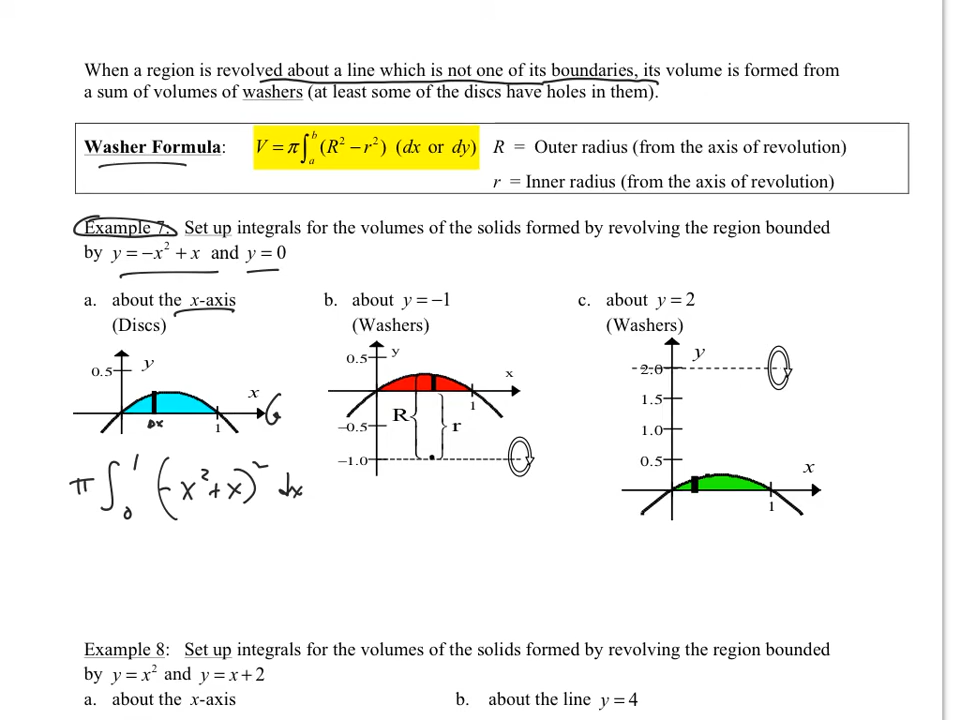 When a region is revolved about a line which is not one of its boundaries, its volume is formed from
a sum of volumes of washers (at least some of the discs have holes in them).
Washer Formula: V = π∫ₐᵇ (R² − r²) (dx or dy) R = Outer radius (from the axis of revolution)
r = Inner radius (from the axis of revolution)
Example 7: Set up integrals for the volumes of the solids formed by revolving the region bounded
by y = −x² + x and y = 0
a. about the x-axis b. about y = −1 c. about y = 2
(Discs) (Washers) (Washers)
0.5 y x Δx 1
π∫₀¹ (−x² + x)² dx
0.5 y x 1 R r −0.5 −1.0
2.0 y 1.5 1.0 0.5 x 1
Example 8: Set up integrals for the volumes of the solids formed by revolving the region bounded
by y = x² and y = x + 2
a. about the x-axis b. about the line y = 4